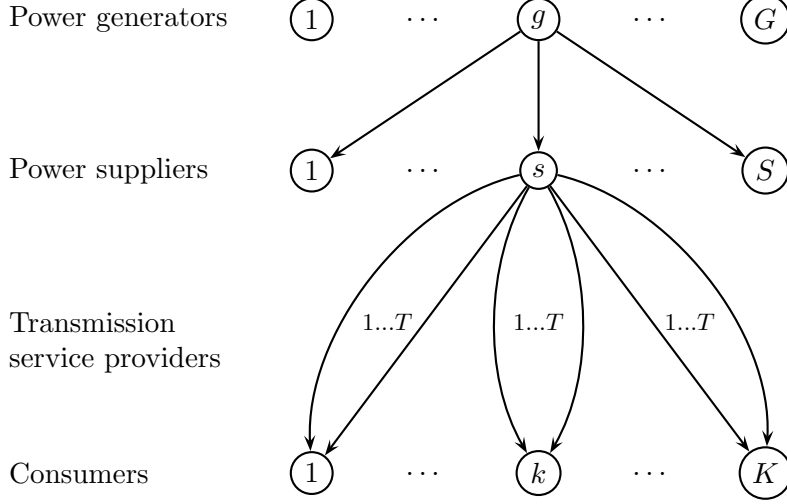 Power generators 1 ... g ... G
Power suppliers 1 ... s ... S
1...T 1...T 1...T
Transmission
service providers
Consumers 1 ... k ... K